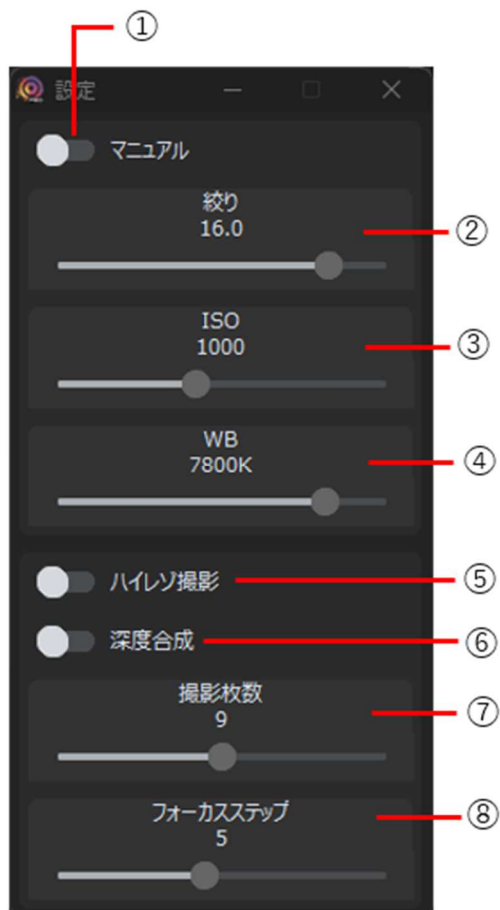 ①
設定
マニュアル
絞り
16.0
②
ISO
1000
③
WB
7800K
④
ハイレゾ撮影
⑤
深度合成
⑥
撮影枚数
9
⑦
フォーカスステップ
5
⑧